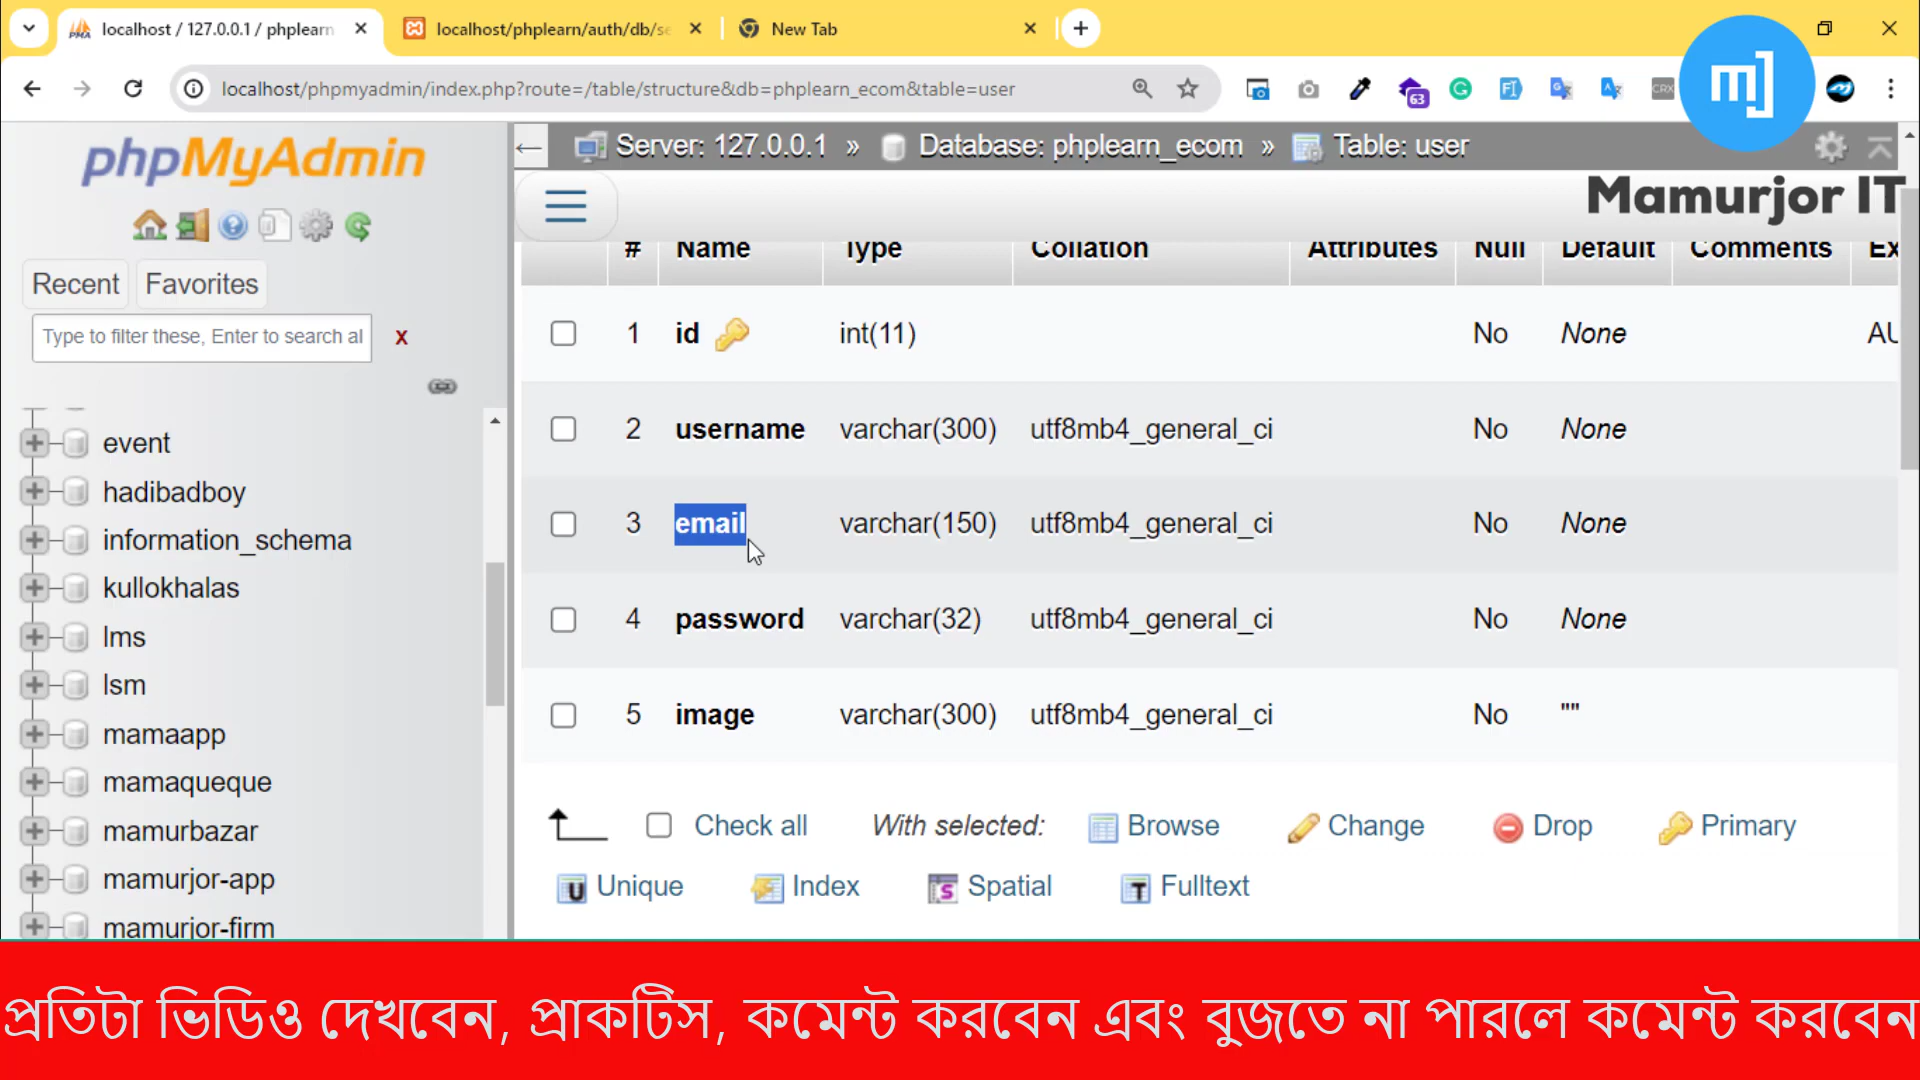 localhost / 127.0.0.1 / phplearn
localhost/phplearn/auth/db/se
New Tab
localhost/phpmyadmin/index.php?route=/table/structure&db=phplearn_ecom&table=user
63
FI
CRX
mj
phpMyAdmin
Server: 127.0.0.1 » Database: phplearn_ecom » Table: user
Mamurjor IT
Recent Favorites
Type to filter these, Enter to search al X
event
hadibadboy
information_schema
kullokhalas
lms
lsm
mamaapp
mamaqueque
mamurbazar
mamurjor-app
mamurjor-firm
# Name Type Collation Attributes Null Default Comments Ex
1 id int(11) No None AU
2 username varchar(300) utf8mb4_general_ci No None
3 email varchar(150) utf8mb4_general_ci No None
4 password varchar(32) utf8mb4_general_ci No None
5 image varchar(300) utf8mb4_general_ci No ""
Check all With selected: Browse Change Drop Primary
Unique Index Spatial Fulltext
প্রতিটা ভিডিও দেখবেন, প্রাকটিস, কমেন্ট করবেন এবং বুজতে না পারলে কমেন্ট করবেন